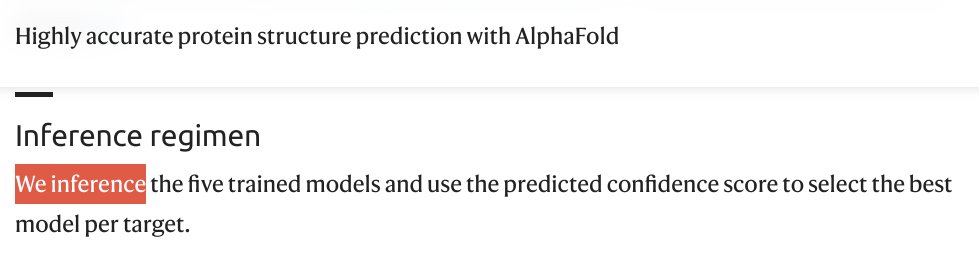 Highly accurate protein structure prediction with AlphaFold
Inference regimen
We inference the five trained models and use the predicted confidence score to select the best
model per target.